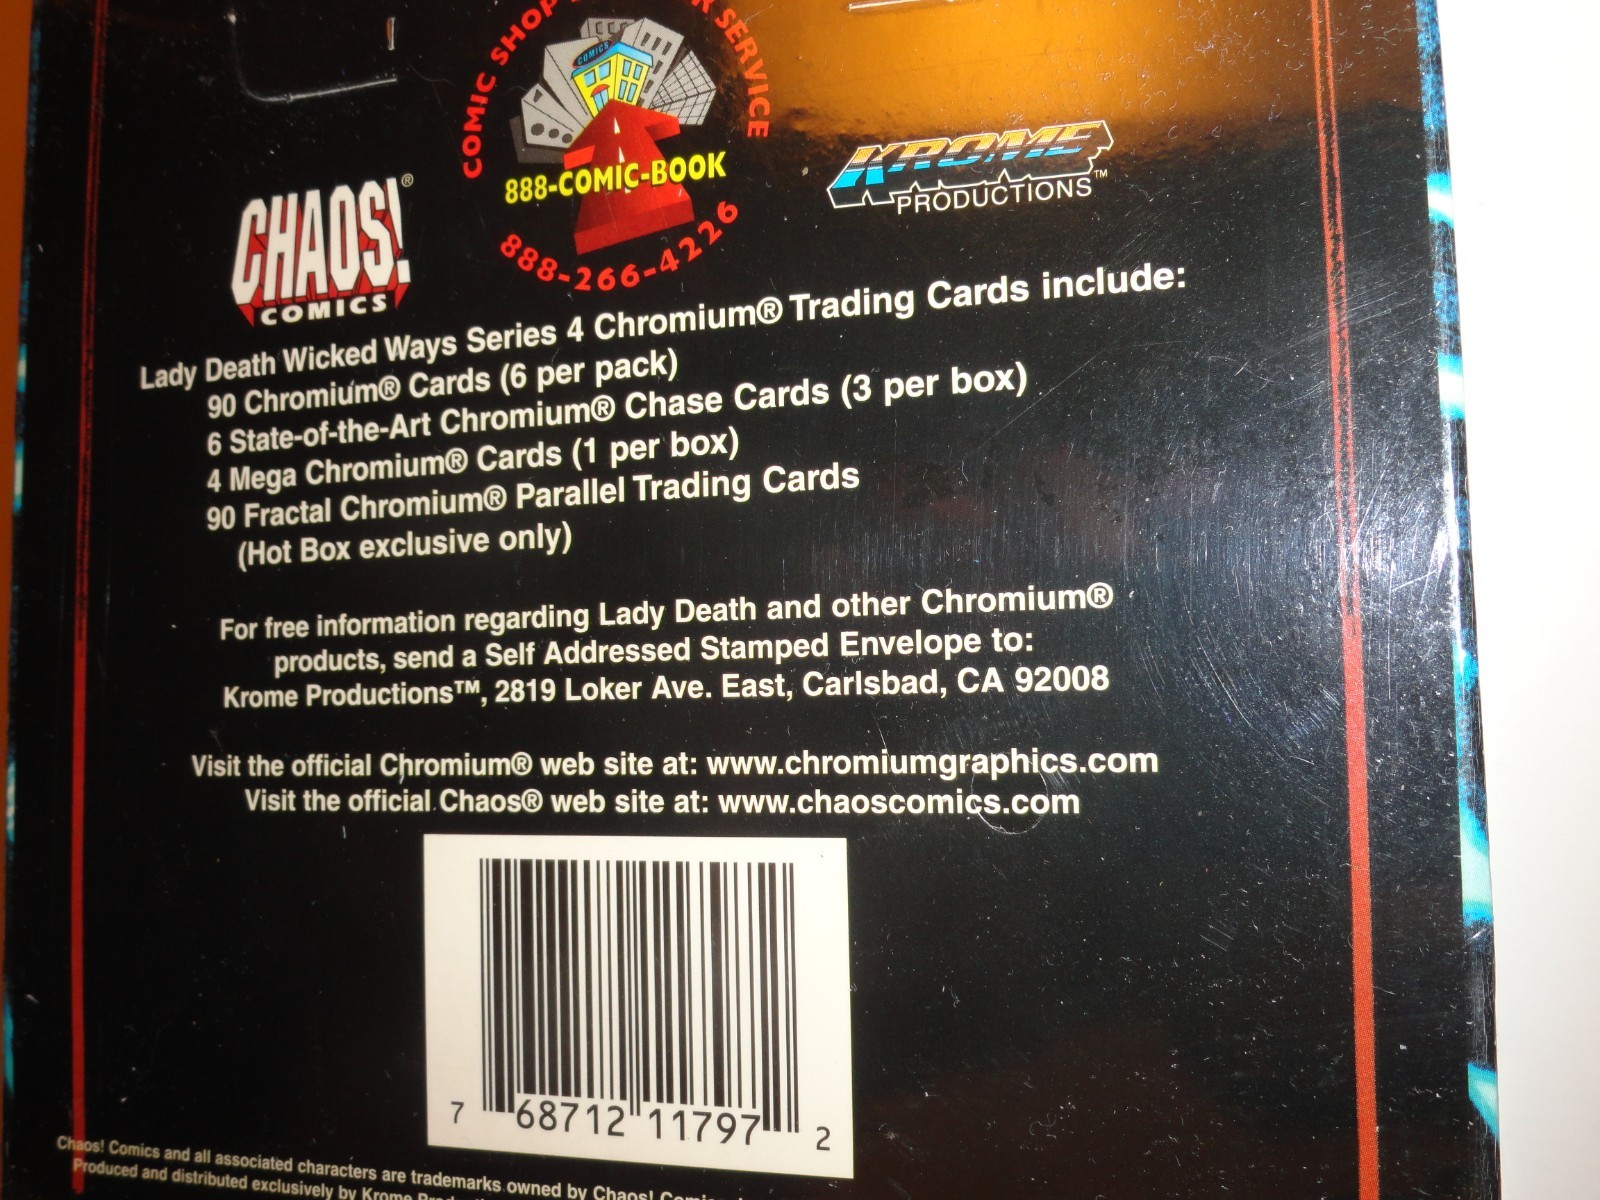 COMIC SHOP SERVICE
COMICS
888-COMIC-BOOK
888-266-4226
CHAOS!®
COMICS
KROME
PRODUCTIONS™
Lady Death Wicked Ways Series 4 Chromium® Trading Cards include:
90 Chromium® Cards (6 per pack)
6 State-of-the-Art Chromium® Chase Cards (3 per box)
4 Mega Chromium® Cards (1 per box)
90 Fractal Chromium® Parallel Trading Cards
(Hot Box exclusive only)
For free information regarding Lady Death and other Chromium®
products, send a Self Addressed Stamped Envelope to:
Krome Productions™, 2819 Loker Ave. East, Carlsbad, CA 92008
Visit the official Chromium® web site at: www.chromiumgraphics.com
Visit the official Chaos® web site at: www.chaoscomics.com
7 68712 11797 2
Chaos! Comics and all associated characters are trademarks owned by Chaos!
Produced and distributed exclusively by Krome